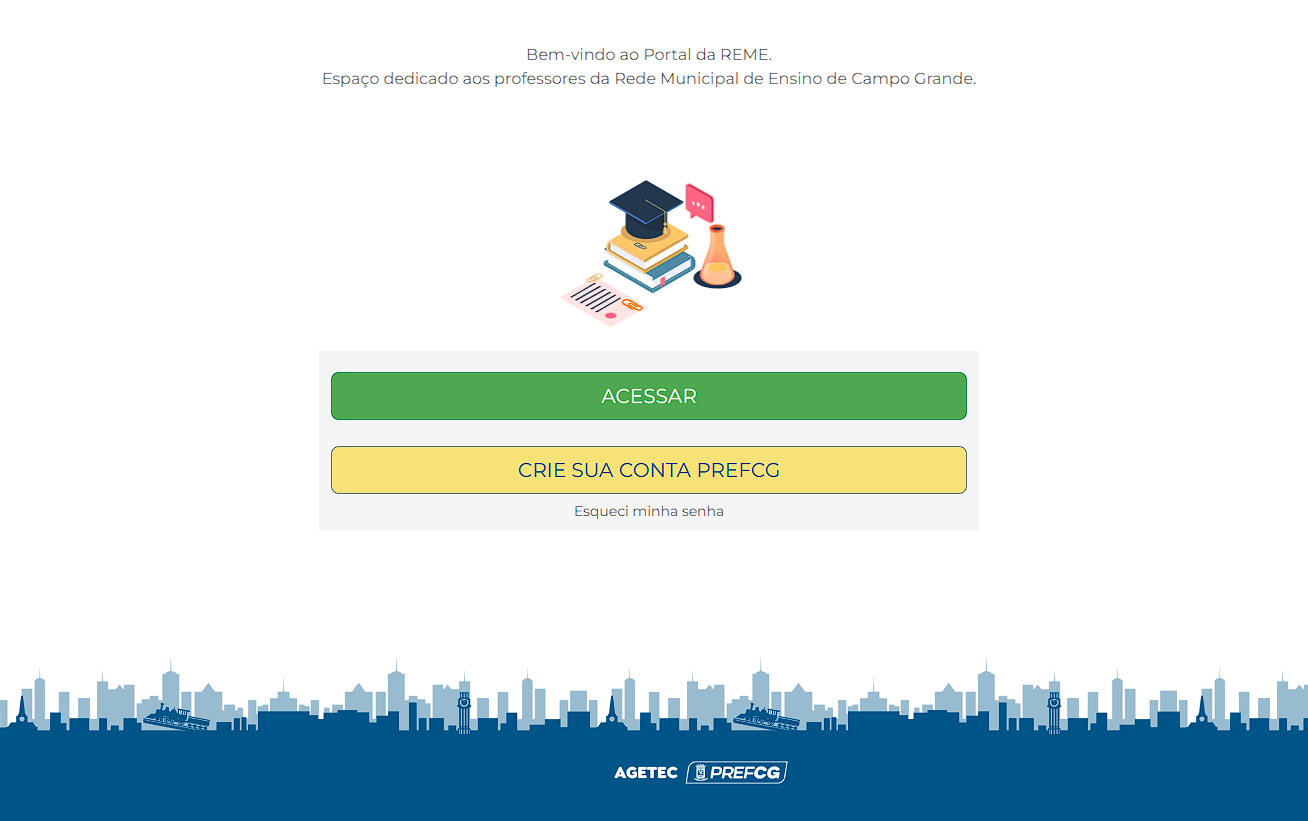 Bem-vindo ao Portal da REME.
Espaço dedicado aos professores da Rede Municipal de Ensino de Campo Grande.
ACESSAR
CRIE SUA CONTA PREFCG
Esqueci minha senha
AGETEC PREFCG